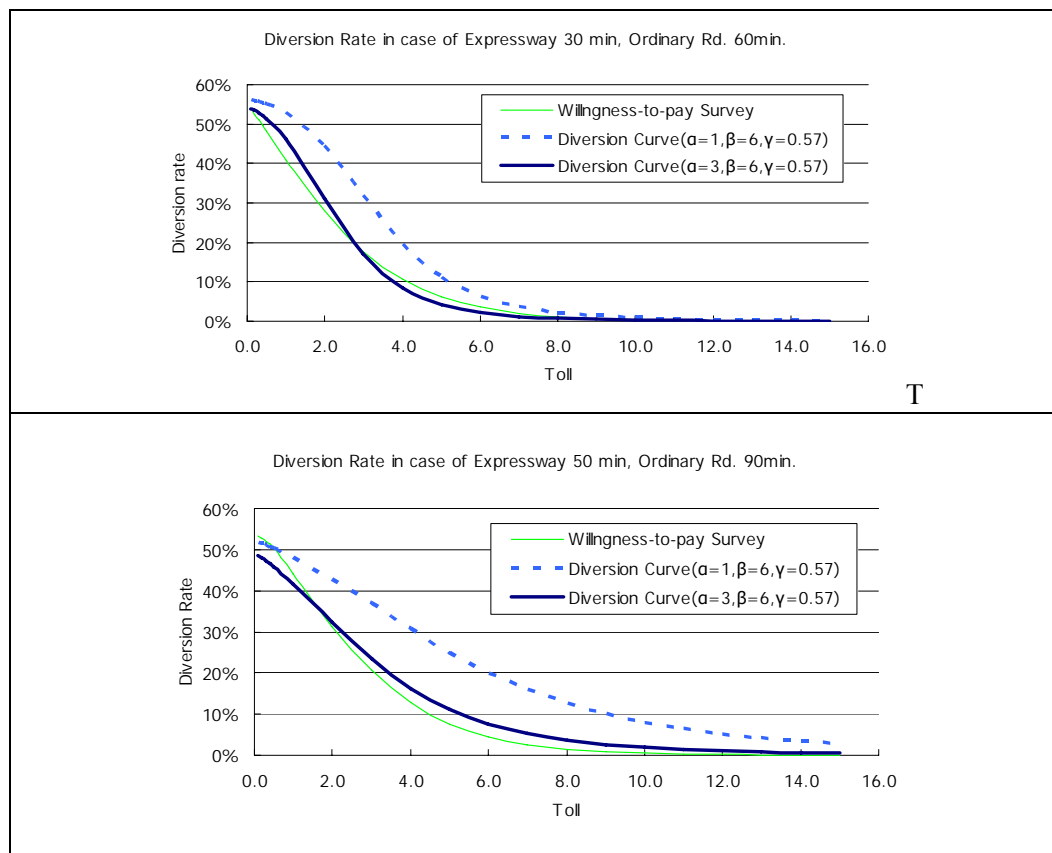 Diversion Rate in case of Expressway 30 min, Ordinary Rd. 60min.
60%
50%
40%
30%
20%
10%
0%
Diversion rate
Willngness-to-pay Survey
Diversion Curve(α=1,β=6,γ=0.57)
Diversion Curve(α=3,β=6,γ=0.57)
0.0 2.0 4.0 6.0 8.0 10.0 12.0 14.0 16.0
Toll
T
Diversion Rate in case of Expressway 50 min, Ordinary Rd. 90min.
60%
50%
40%
30%
20%
10%
0%
Diversion Rate
Willngness-to-pay Survey
Diversion Curve(α=1,β=6,γ=0.57)
Diversion Curve(α=3,β=6,γ=0.57)
0.0 2.0 4.0 6.0 8.0 10.0 12.0 14.0 16.0
Toll